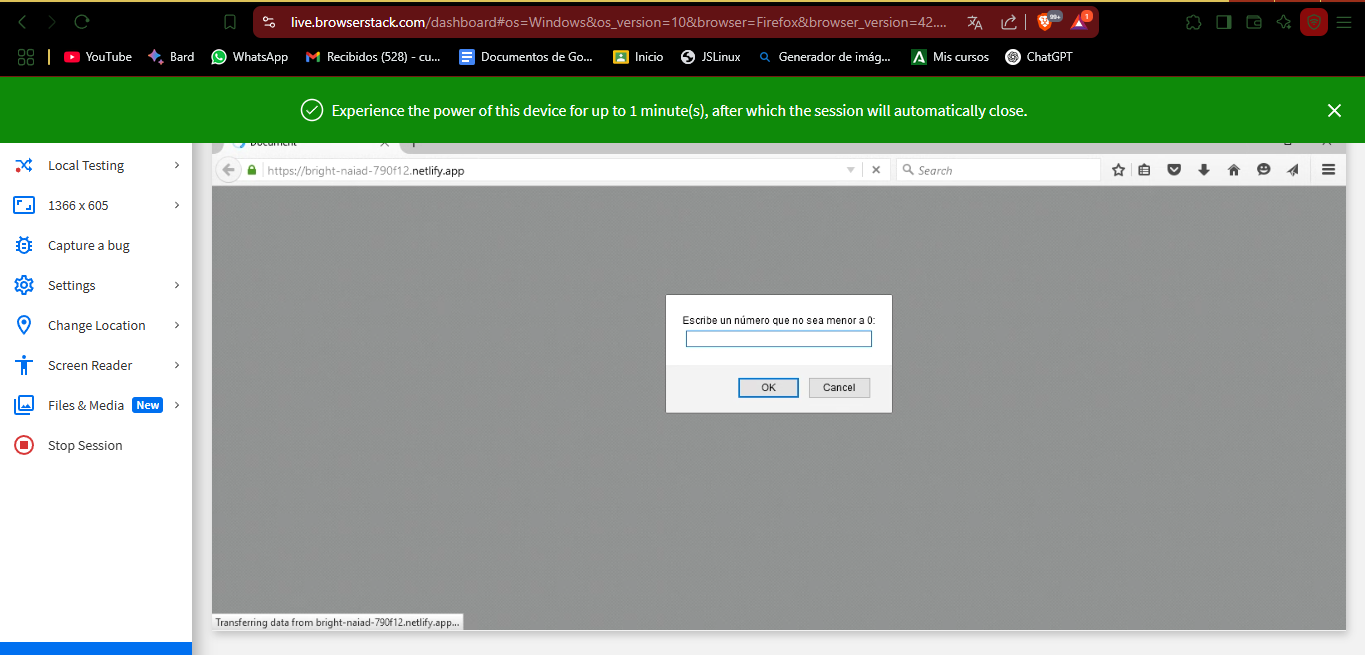 live.browserstack.com/dashboard#os=Windows&os_version=10&browser=Firefox&browser_version=42....
99+
1
YouTube
Bard
WhatsApp
Recibidos (528) - cu...
Documentos de Go...
Inicio
JSLinux
Generador de imág...
Mis cursos
ChatGPT
Experience the power of this device for up to 1 minute(s), after which the session will automatically close.
Document
Local Testing
https://bright-naiad-790f12.netlify.app
Search
1366 x 605
Capture a bug
Settings
Change Location
Screen Reader
Files & Media New
Stop Session
Escribe un número que no sea menor a 0:
OK
Cancel
Transferring data from bright-naiad-790f12.netlify.app...